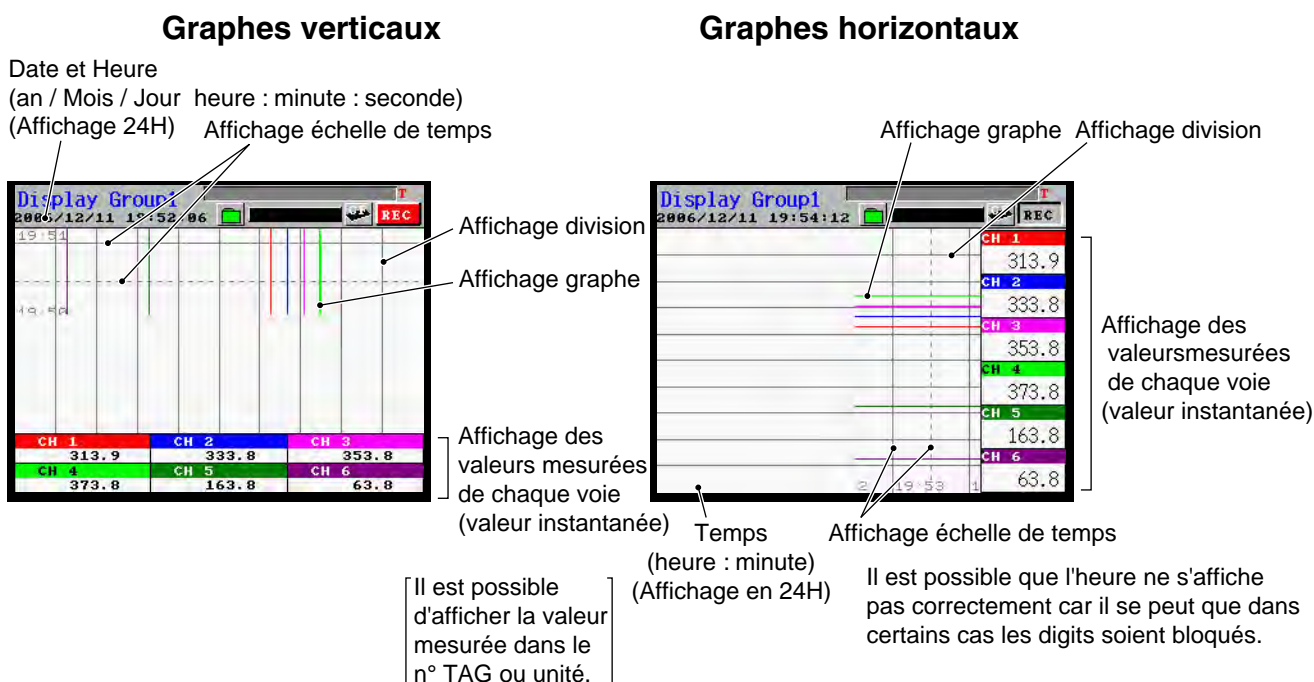 Graphes verticaux
Graphes horizontaux
Date et Heure
(an / Mois / Jour heure : minute : seconde)
(Affichage 24H)
Affichage échelle de temps
Display Group1
T
2006/12/11 19:52:06
REC
19:51
19:50
Affichage division
Affichage graphe
CH 1
CH 2
CH 3
313.9
333.8
353.8
CH 4
CH 5
CH 6
373.8
163.8
63.8
Affichage des
valeurs mesurées
de chaque voie
(valeur instantanée)
Il est possible
d'afficher la valeur
mesurée dans le
n° TAG ou unité.
Affichage graphe
Affichage division
Display Group1
T
2006/12/11 19:54:12
REC
CH 1
313.9
CH 2
333.8
CH 3
353.8
CH 4
373.8
CH 5
163.8
CH 6
63.8
19:53
Affichage des
valeursmesurées
de chaque voie
(valeur instantanée)
Temps
(heure : minute)
(Affichage en 24H)
Affichage échelle de temps
Il est possible que l'heure ne s'affiche
pas correctement car il se peut que dans
certains cas les digits soient bloqués.